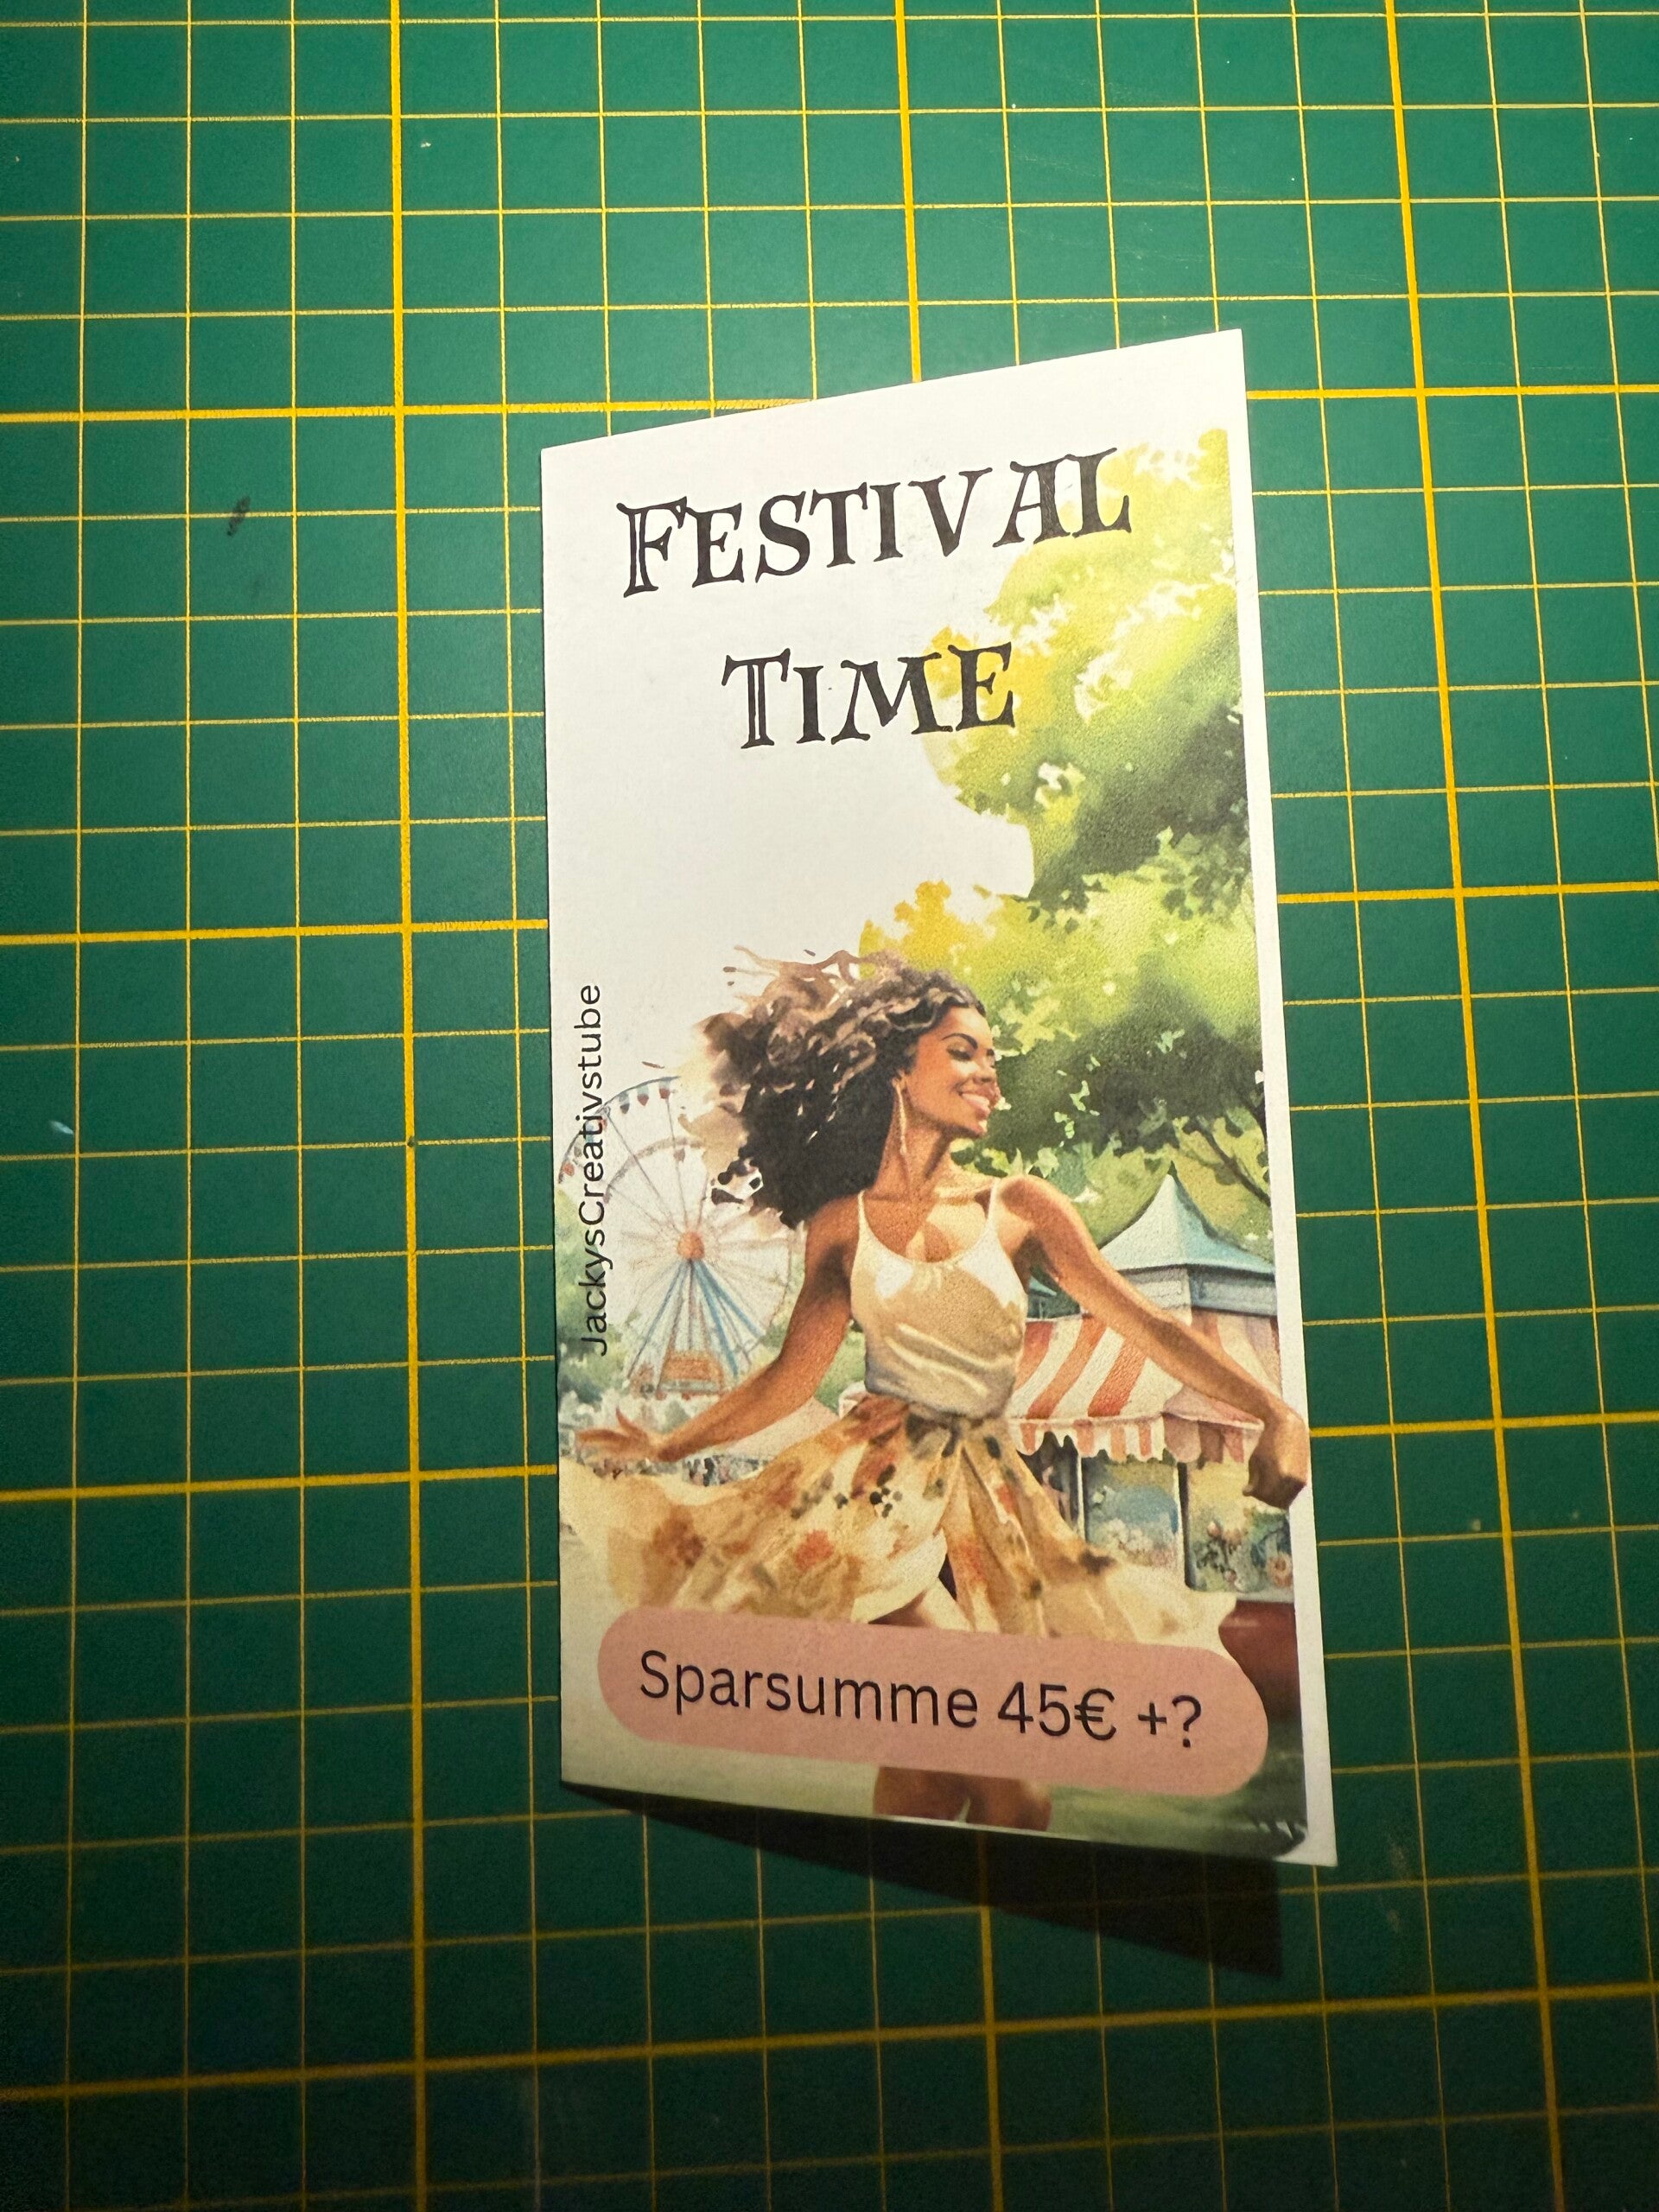 FESTIVAL
TIME
JackysCreativstube
Sparsumme 45€ +?